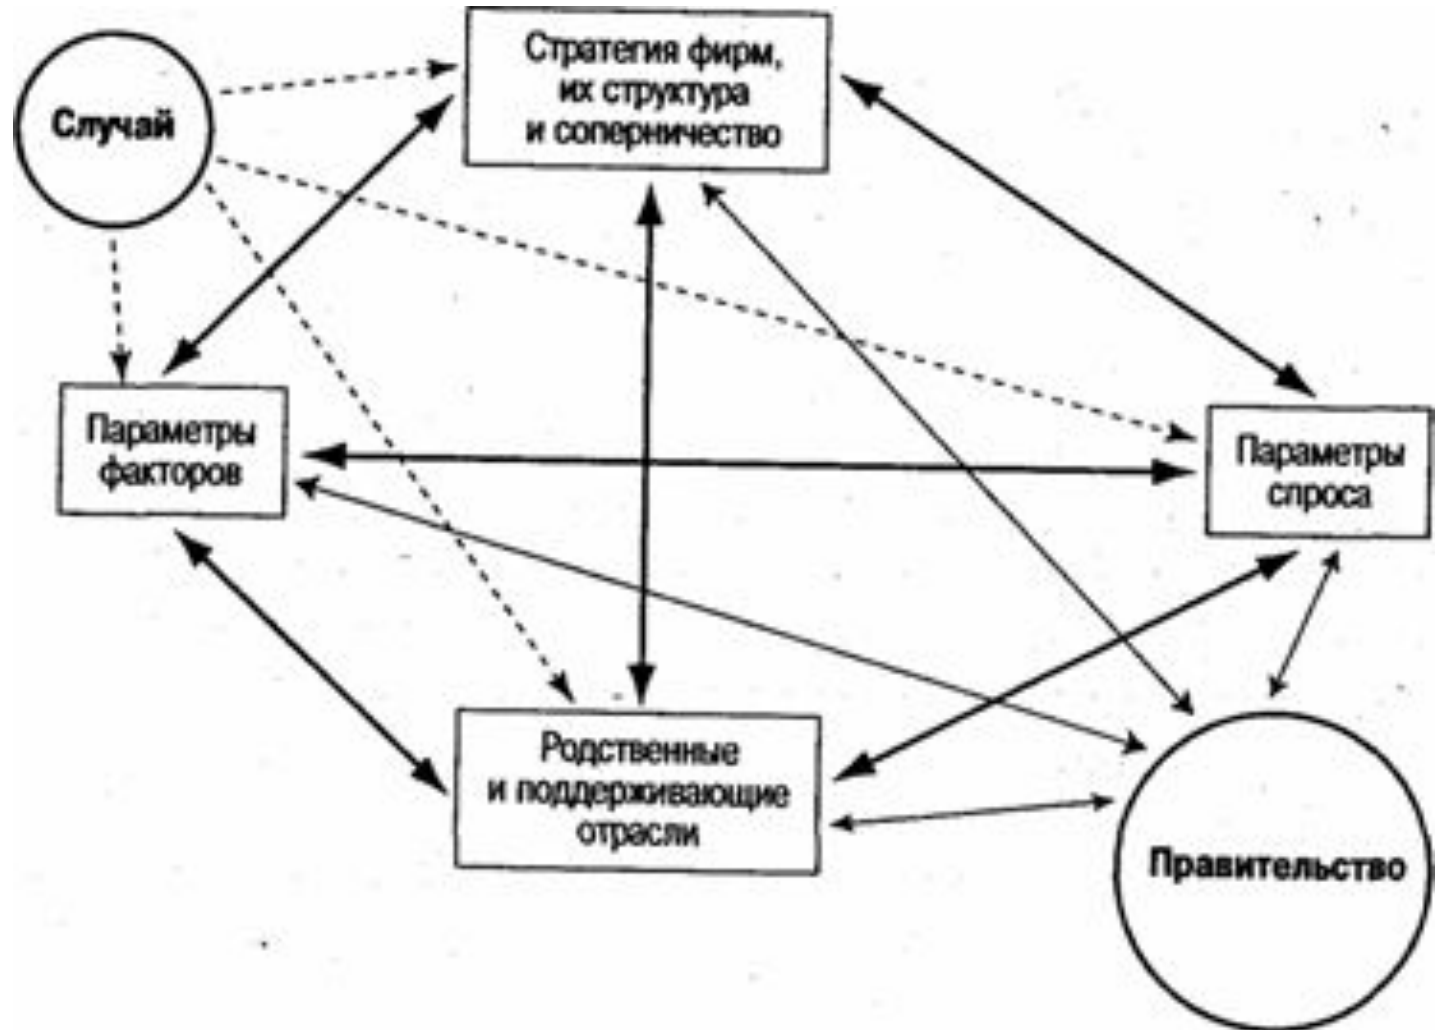 Стратегия фирм,
их структура
и соперничество
Случай
Параметры
факторов
Параметры
спроса
Родственные
и поддерживающие
отрасли
Правительство